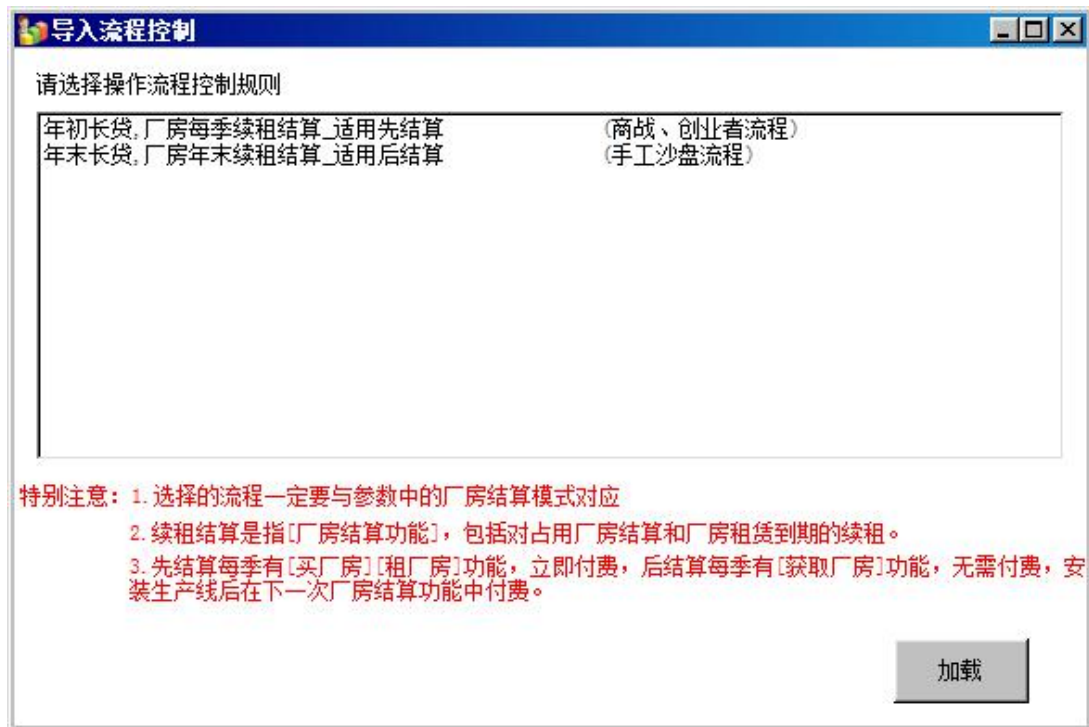 导入流程控制
请选择操作流程控制规则
年初长贷,厂房每季续租结算_适用先结算 (商战、创业者流程)
年末长贷,厂房年末续租结算_适用后结算 (手工沙盘流程)
特别注意：1.选择的流程一定要与参数中的厂房结算模式对应
2.续租结算是指[厂房结算功能]，包括对占用厂房结算和厂房租赁到期的续租。
3.先结算每季有[买厂房][租厂房]功能，立即付费，后结算每季有[获取厂房]功能，无需付费，安
装生产线后在下一次厂房结算功能中付费。
加载